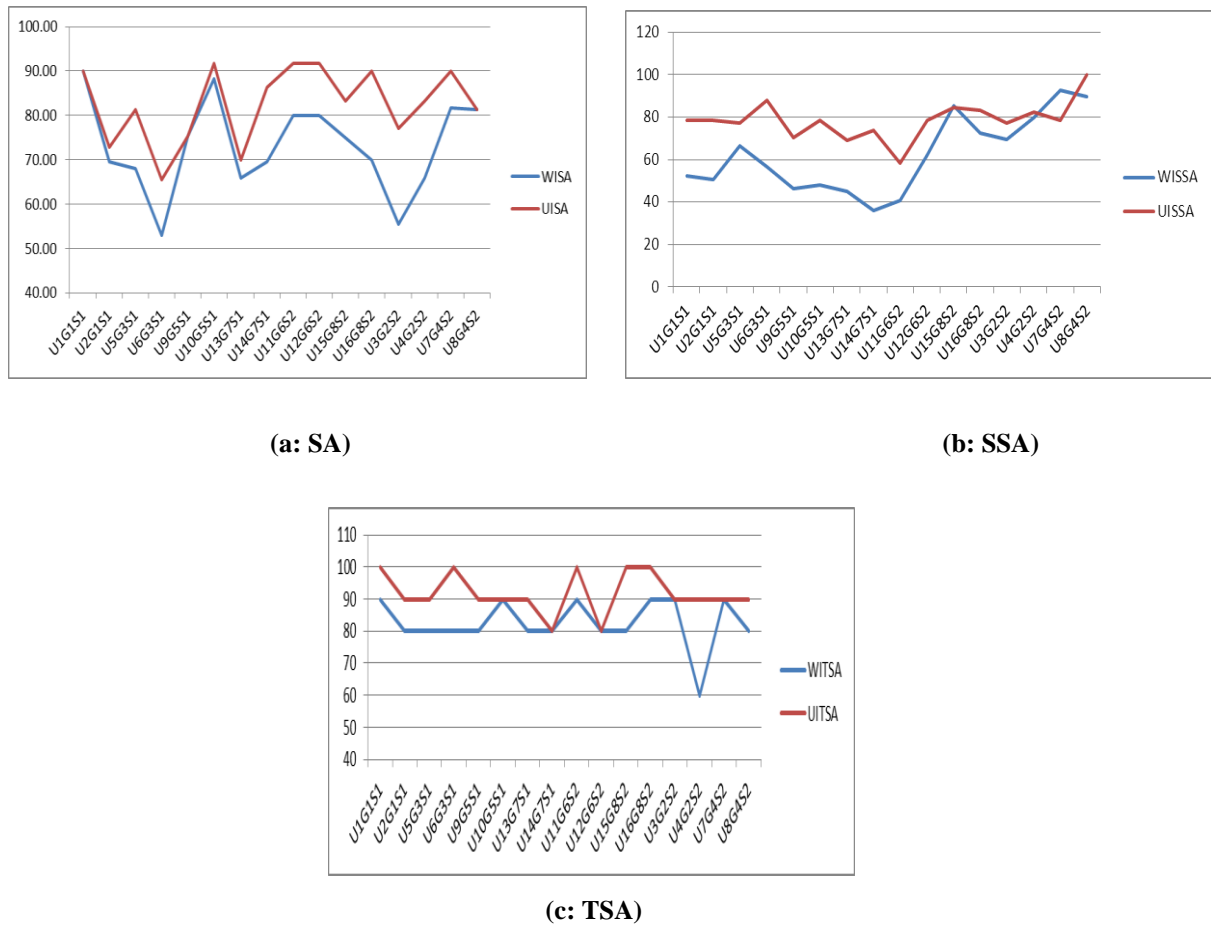 100.00
90.00
80.00
70.00
60.00
50.00
40.00
WISA
UISA
U1G1S1
U2G1S1
U5G3S1
U6G3S1
U9G5S1
U10G5S1
U13G7S1
U14G7S1
U11G6S2
U12G6S2
U15G8S2
U16G8S2
U3G2S2
U4G2S2
U7G4S2
U8G4S2
(a: SA)
120
100
80
60
40
20
0
WISSA
UISSA
U1G1S1
U2G1S1
U5G3S1
U6G3S1
U9G5S1
U10G5S1
U13G7S1
U14G7S1
U11G6S2
U12G6S2
U15G8S2
U16G8S2
U3G2S2
U4G2S2
U7G4S2
U8G4S2
(b: SSA)
110
100
90
80
70
60
50
40
WITSA
UITSA
U1G1S1
U2G1S1
U5G3S1
U6G3S1
U9G5S1
U10G5S1
U13G7S1
U14G7S1
U11G6S2
U12G6S2
U15G8S2
U16G8S2
U3G2S2
U4G2S2
U7G4S2
U8G4S2
(c: TSA)